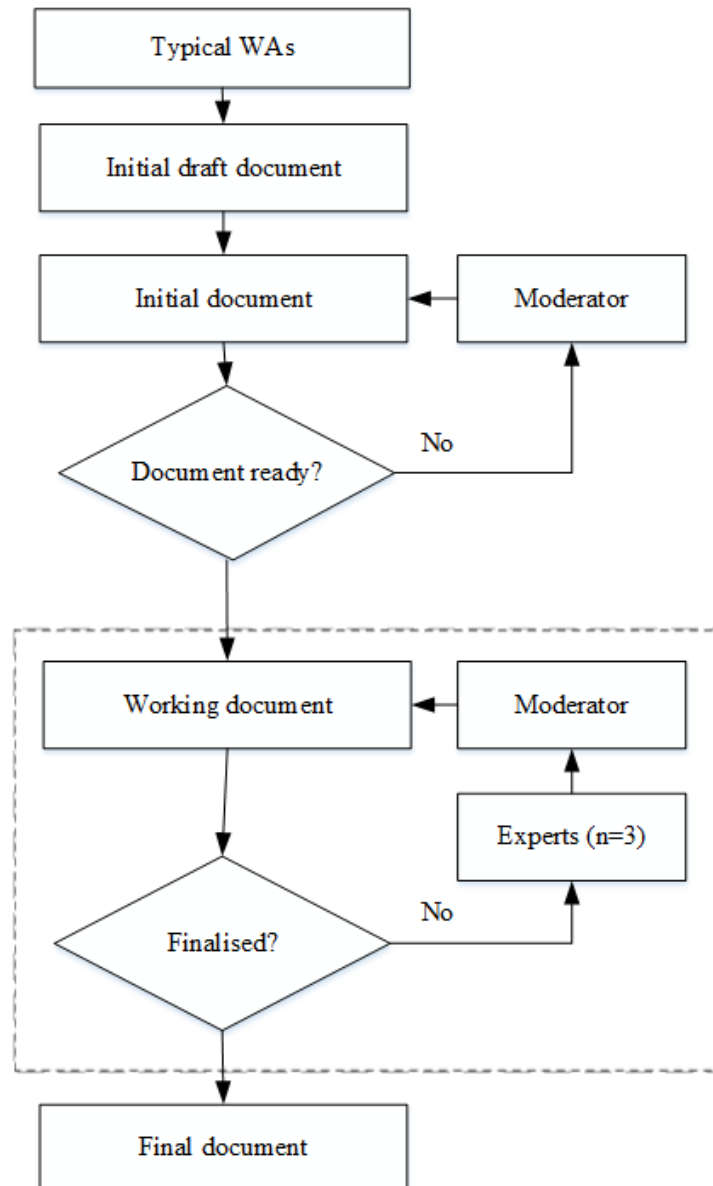 Typical WAs
Initial draft document
Initial document
Moderator
No
Document ready?
Working document
Moderator
Experts (n=3)
No
Finalised?
Final document